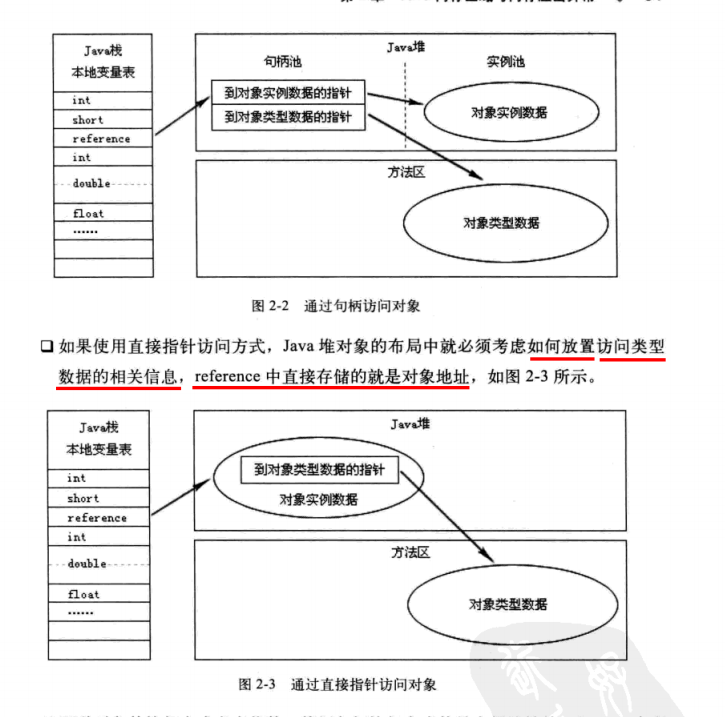 Java栈
本地变量表
int
short
reference
int
double
float
……
Java堆
句柄池
实例池
到对象实例数据的指针
到对象类型数据的指针
对象实例数据
方法区
对象类型数据
图 2-2 通过句柄访问对象
如果使用直接指针访问方式，Java 堆对象的布局中就必须考虑如何放置访问类型
数据的相关信息，reference 中直接存储的就是对象地址，如图 2-3 所示。
Java栈
本地变量表
int
short
reference
int
double
float
……
Java堆
到对象类型数据的指针
对象实例数据
方法区
对象类型数据
图 2-3 通过直接指针访问对象